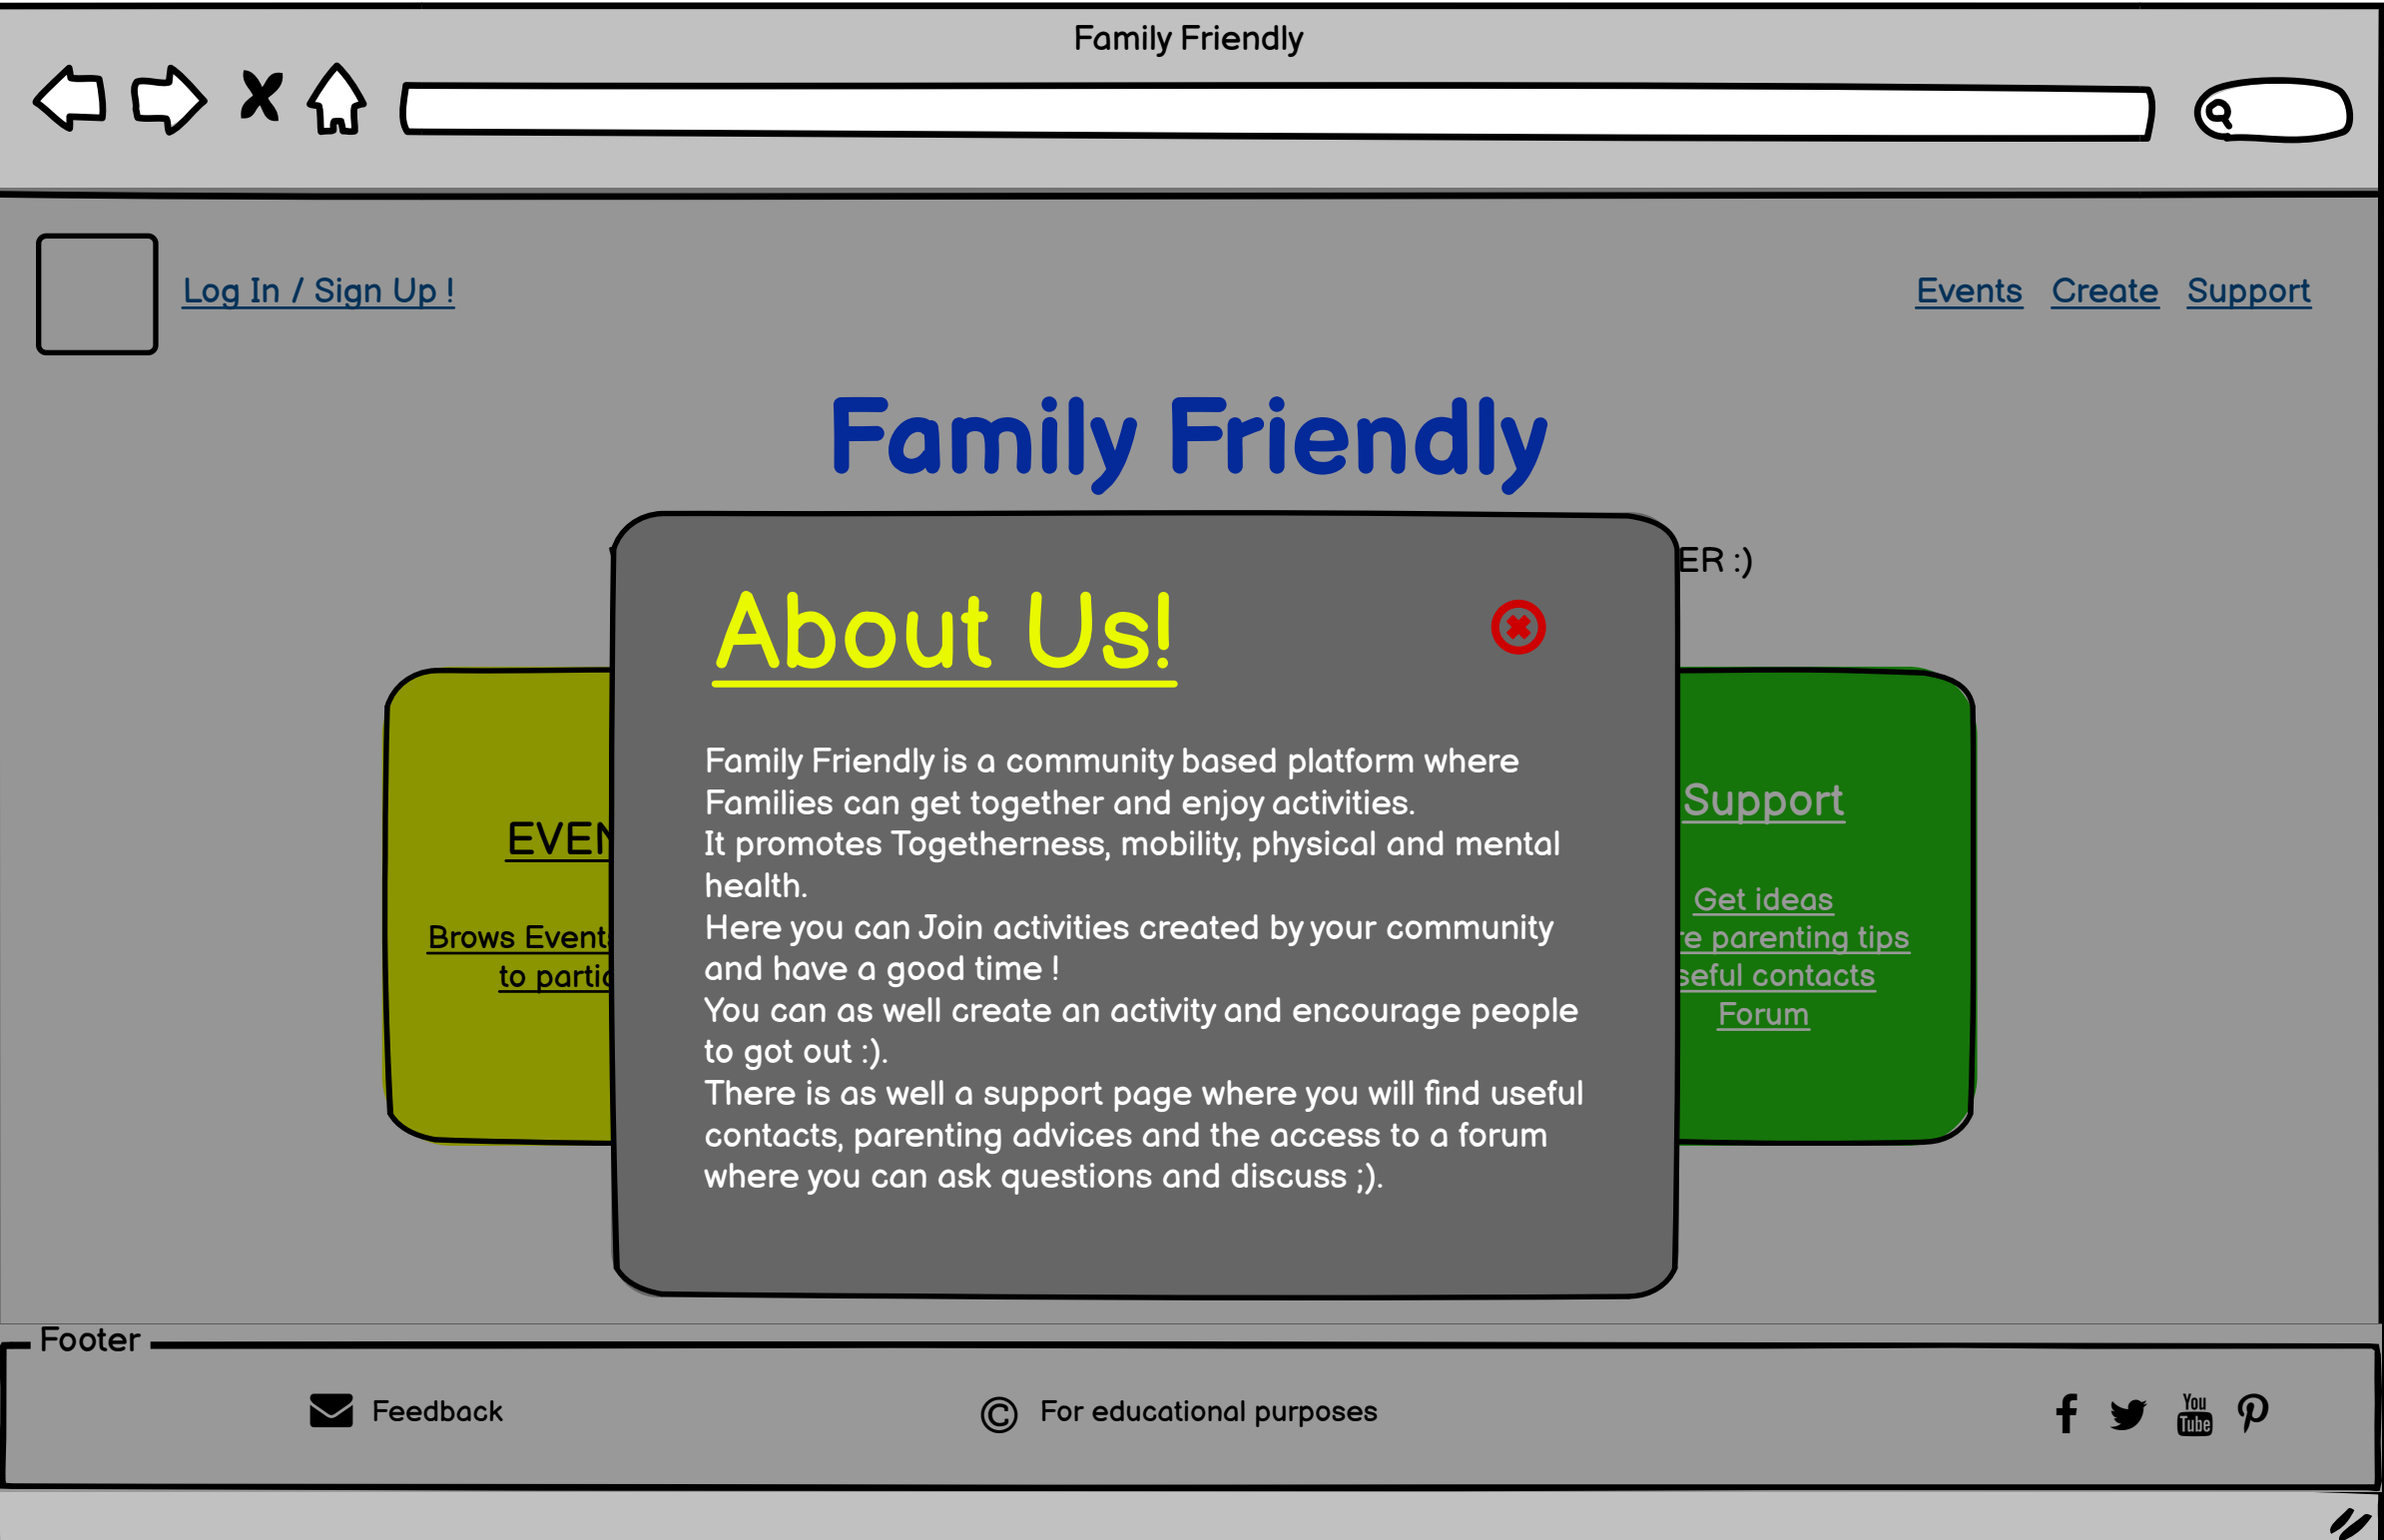 Family Friendly
Log In / Sign Up !
Events Create Support
Family Friendly
ER :)
About Us!
Family Friendly is a community based platform where
Families can get together and enjoy activities.
It promotes Togetherness, mobility, physical and mental
health.
Here you can Join activities created by your community
and have a good time !
You can as well create an activity and encourage people
to got out :).
There is as well a support page where you will find useful
contacts, parenting advices and the access to a forum
where you can ask questions and discuss ;).
EVEN
Brows Events
to partic
Support
Get ideas
re parenting tips
seful contacts
Forum
Footer
Feedback
© For educational purposes
You
Tube